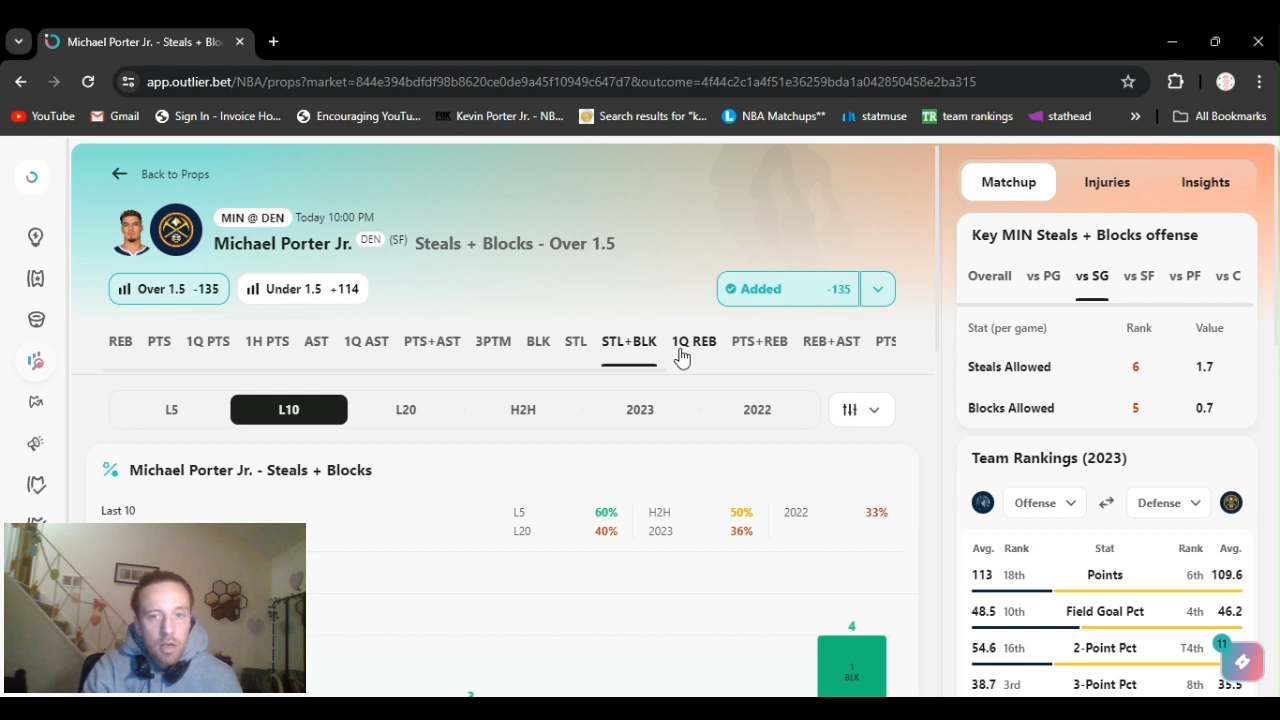 Michael Porter Jr. - Steals + Blo
app.outlier.bet/NBA/props?market=844e394bdfdf98b8620ce0de9a45f10949c647d7&outcome=4f44c2c1a4f51e36259bda1a042850458e2ba315
YouTube Gmail Sign In - Invoice Ho... Encouraging YouTu... Kevin Porter Jr. - NB... Search results for "k... NBA Matchups** statmuse TR team rankings stathead » All Bookmarks
Back to Props
MIN @ DEN Today 10:00 PM
Michael Porter Jr. DEN (SF) Steals + Blocks - Over 1.5
Over 1.5 -135 Under 1.5 +114 Added -135
REB PTS 1Q PTS 1H PTS AST 1Q AST PTS+AST 3PTM BLK STL STL+BLK 1Q REB PTS+REB REB+AST PTS
L5 L10 L20 H2H 2023 2022
Michael Porter Jr. - Steals + Blocks
Last 10
L5 60% H2H 50% 2022 33%
L20 40% 2023 36%
4
1
BLK
3
Matchup Injuries Insights
Key MIN Steals + Blocks offense
Overall vs PG vs SG vs SF vs PF vs C
Stat (per game) Rank Value
Steals Allowed 6 1.7
Blocks Allowed 5 0.7
Team Rankings (2023)
Offense Defense
Avg. Rank Stat Rank Avg.
113 18th Points 6th 109.6
48.5 10th Field Goal Pct 4th 46.2
54.6 16th 2-Point Pct T4th
11
38.7 3rd 3-Point Pct 8th 35.5